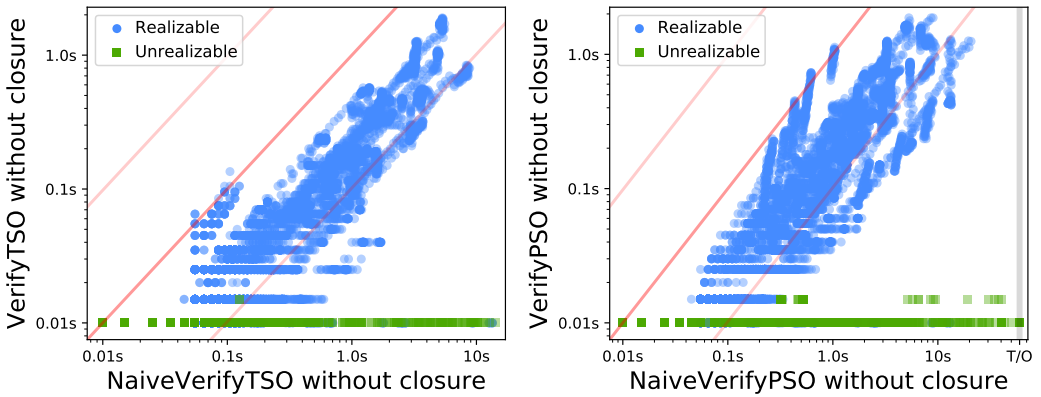 Realizable
Unrealizable
1.0s
0.1s
0.01s
VerifyTSO without closure
0.01s 0.1s 1.0s 10s
NaiveVerifyTSO without closure
Realizable
Unrealizable
1.0s
0.1s
0.01s
VerifyPSO without closure
0.01s 0.1s 1.0s 10s T/O
NaiveVerifyPSO without closure